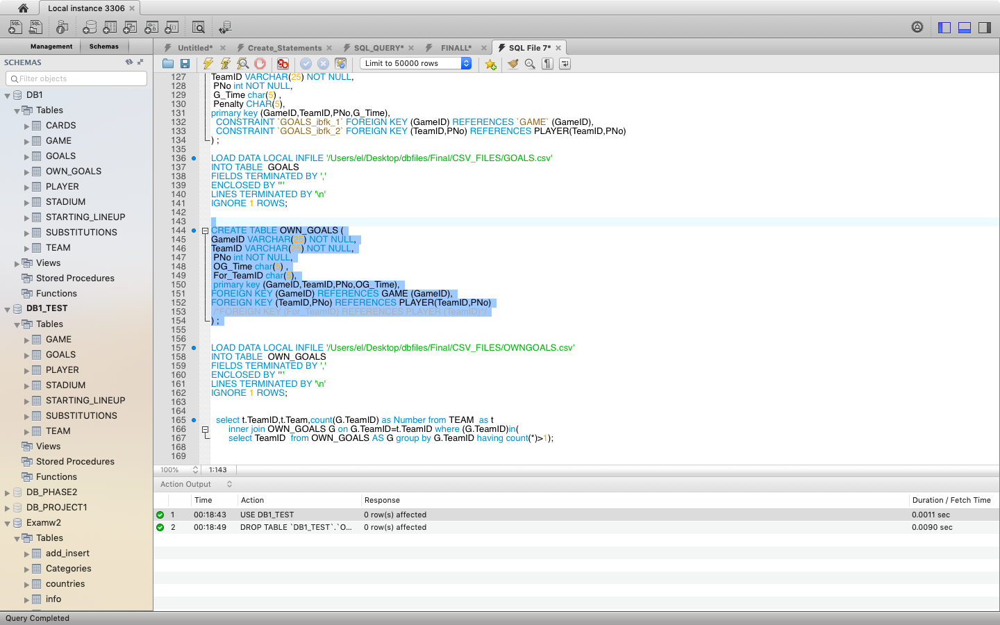 Local instance 3306
Management
Schemas
SCHEMAS
Filter objects
DB1
Tables
CARDS
GAME
GOALS
OWN_GOALS
PLAYER
STADIUM
STARTING_LINEUP
SUBSTITUTIONS
TEAM
Views
Stored Procedures
Functions
DB1_TEST
Tables
GAME
GOALS
PLAYER
STADIUM
STARTING_LINEUP
SUBSTITUTIONS
TEAM
Views
Stored Procedures
Functions
DB_PHASE2
DB_PROJECT1
Examw2
Tables
add_insert
Categories
countries
info
Untitled*
Create_Statements
SQL_QUERY*
FINALL*
SQL File 7*
Limit to 50000 rows
127 TeamID VARCHAR(25) NOT NULL,
128 PNo int NOT NULL,
129 G_Time char(5) ,
130 Penalty CHAR(5),
131 primary key (GameID,TeamID,PNo,G_Time),
132 CONSTRAINT `GOALS_ibfk_1` FOREIGN KEY (GameID) REFERENCES `GAME` (GameID),
133 CONSTRAINT `GOALS_ibfk_2` FOREIGN KEY (TeamID,PNo) REFERENCES PLAYER(TeamID,PNo)
134 ) ;
135
136 LOAD DATA LOCAL INFILE '/Users/el/Desktop/dbfiles/Final/CSV_FILES/GOALS.csv'
137 INTO TABLE  GOALS
138 FIELDS TERMINATED BY ','
139 ENCLOSED BY '"'
140 LINES TERMINATED BY '\n'
141 IGNORE 1 ROWS;
142
143
144 CREATE TABLE OWN_GOALS (
145 GameID VARCHAR(25) NOT NULL,
146 TeamID VARCHAR(25) NOT NULL,
147 PNo int NOT NULL,
148 OG_Time char(5) ,
149 For_TeamID char(5),
150 primary key (GameID,TeamID,PNo,OG_Time),
151 FOREIGN KEY (GameID) REFERENCES GAME (GameID),
152 FOREIGN KEY (TeamID,PNo) REFERENCES PLAYER(TeamID,PNo)
153 /*FOREIGN KEY (For_TeamID) REFERENCES PLAYER (TeamID)*/
154 ) ;
155
156
157 LOAD DATA LOCAL INFILE '/Users/el/Desktop/dbfiles/Final/CSV_FILES/OWNGOALS.csv'
158 INTO TABLE  OWN_GOALS
159 FIELDS TERMINATED BY ','
160 ENCLOSED BY '"'
161 LINES TERMINATED BY '\n'
162 IGNORE 1 ROWS;
163
164
165 select t.TeamID,t.Team,count(G.TeamID) as Number from TEAM  as t
166 inner join OWN_GOALS G on G.TeamID=t.TeamID where (G.TeamID)in(
167 select TeamID  from OWN_GOALS AS G group by G.TeamID having count(*)>1);
168
169
100% 1:143
Action Output
Time Action Response Duration / Fetch Time
1 00:18:43 USE DB1_TEST 0 row(s) affected 0.0011 sec
2 00:18:49 DROP TABLE `DB1_TEST`.`O... 0 row(s) affected 0.0090 sec
Query Completed